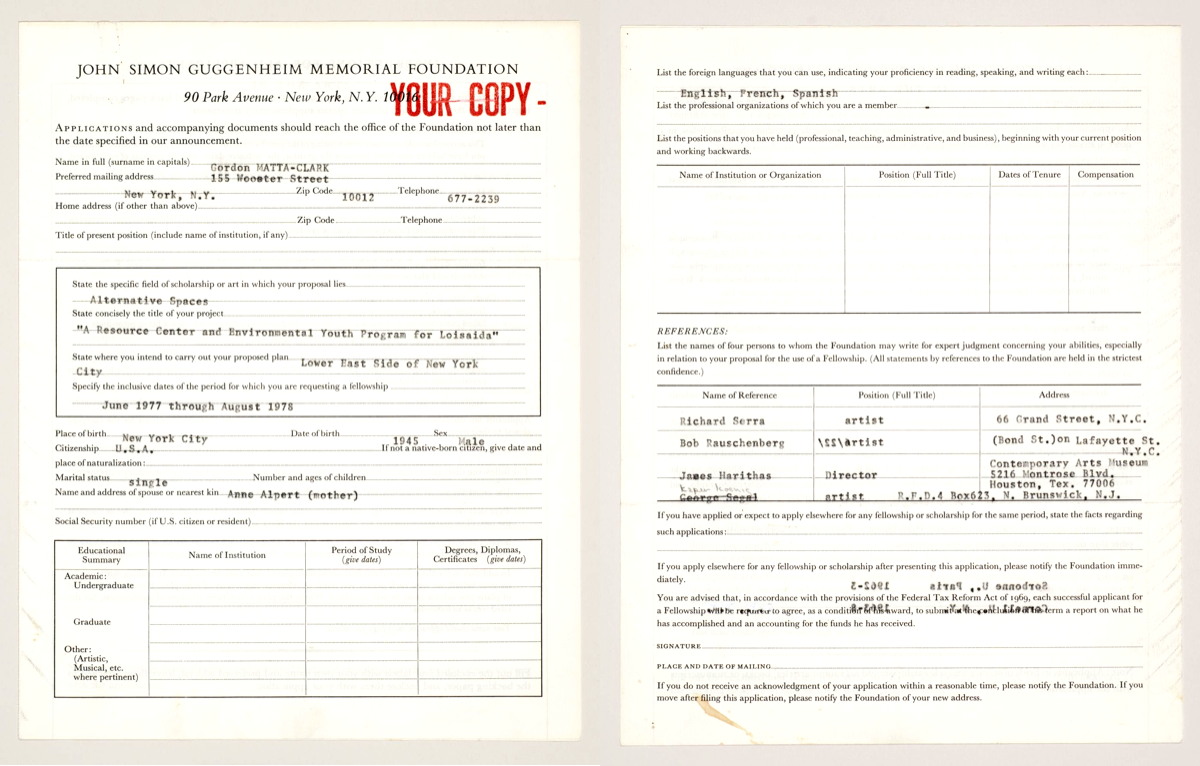 JOHN SIMON GUGGENHEIM MEMORIAL FOUNDATION
90 Park Avenue · New York, N.Y. 10016
YOUR COPY-
APPLICATIONS and accompanying documents should reach the office of the Foundation not later than
the date specified in our announcement.
Name in full (surname in capitals) Gordon MATTA-CLARK
Preferred mailing address 155 Wooster Street
New York, N.Y. Zip Code 10012 Telephone 677-2239
Home address (if other than above)
Zip Code Telephone
Title of present position (include name of institution, if any)
State the specific field of scholarship or art in which your proposal lies
Alternative Spaces
State concisely the title of your project
"A Resource Center and Environmental Youth Program for Loisaida"
State where you intend to carry out your proposed plan Lower East Side of New York
City
Specify the inclusive dates of the period for which you are requesting a fellowship
June 1977 through August 1978
Place of birth New York City Date of birth 1945 Sex Male
Citizenship U.S.A. If not a native-born citizen, give date and
place of naturalization:
Marital status single Number and ages of children
Name and address of spouse or nearest kin Anne Alpert (mother)
Social Security number (if U.S. citizen or resident)
Educational Summary Name of Institution Period of Study (give dates) Degrees, Diplomas, Certificates (give dates)
Academic:
Undergraduate
Graduate
Other:
(Artistic,
Musical, etc.
where pertinent)
List the foreign languages that you can use, indicating your proficiency in reading, speaking, and writing each:
English, French, Spanish
List the professional organizations of which you are a member -
List the positions that you have held (professional, teaching, administrative, and business), beginning with your current position
and working backwards.
Name of Institution or Organization Position (Full Title) Dates of Tenure Compensation
REFERENCES:
List the names of four persons to whom the Foundation may write for expert judgment concerning your abilities, especially
in relation to your proposal for the use of a Fellowship. (All statements by references to the Foundation are held in the strictest
confidence.)
Name of Reference Position (Full Title) Address
Richard Serra artist 66 Grand Street, N.Y.C.
Bob Rauschenberg artist (Bond St.)on Lafayette St.
N.Y.C.
James Harithas Director Contemporary Arts Museum
5216 Montrose Blvd.
Houston, Tex. 77006
George Segal artist R.F.D.4 Box623, N. Brunswick, N.J.
If you have applied or expect to apply elsewhere for any fellowship or scholarship for the same period, state the facts regarding
such applications:
If you apply elsewhere for any fellowship or scholarship after presenting this application, please notify the Foundation imme-
diately.
Sorbonne U., Paris 1962-3
You are advised that, in accordance with the provisions of the Federal Tax Reform Act of 1969, each successful applicant for
a Fellowship will be required to agree, as a condition of his award, to submit at the conclusion of his term a report on what he
has accomplished and an accounting for the funds he has received.
SIGNATURE
PLACE AND DATE OF MAILING
If you do not receive an acknowledgment of your application within a reasonable time, please notify the Foundation. If you
move after filing this application, please notify the Foundation of your new address.